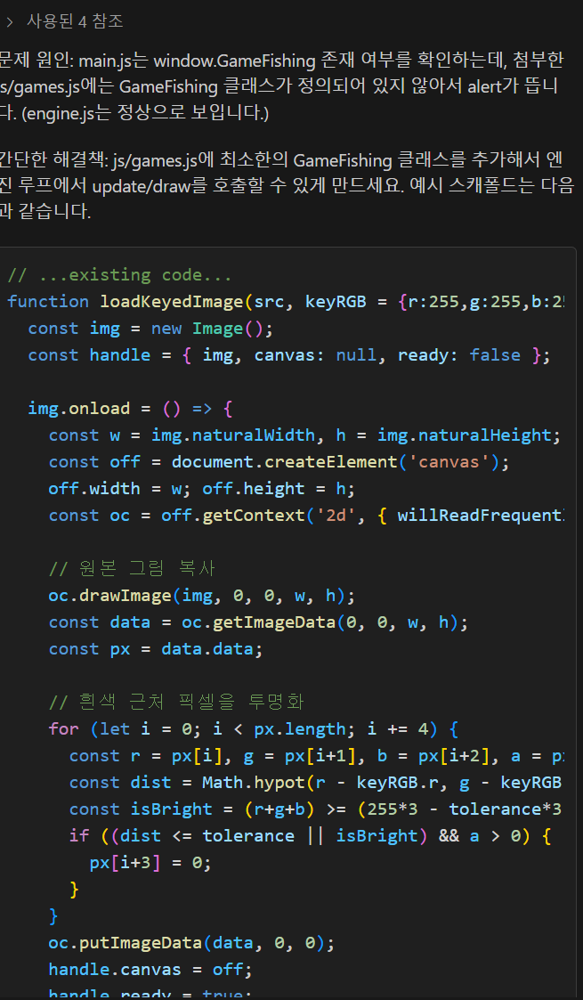 > 사용된 4 참조
문제 원인: main.js는 window.GameFishing 존재 여부를 확인하는데, 첨부한
js/games.js에는 GameFishing 클래스가 정의되어 있지 않아서 alert가 뜹니
다. (engine.js는 정상으로 보입니다.)
간단한 해결책: js/games.js에 최소한의 GameFishing 클래스를 추가해서 엔
진 루프에서 update/draw를 호출할 수 있게 만드세요. 예시 스캐폴드는 다음
과 같습니다.
// ...existing code...
function loadKeyedImage(src, keyRGB = {r:255,g:255,b:25
const img = new Image();
const handle = { img, canvas: null, ready: false };
img.onload = () => {
const w = img.naturalWidth, h = img.naturalHeight;
const off = document.createElement('canvas');
off.width = w; off.height = h;
const oc = off.getContext('2d', { willReadFrequentl
// 원본 그림 복사
oc.drawImage(img, 0, 0, w, h);
const data = oc.getImageData(0, 0, w, h);
const px = data.data;
// 흰색 근처 픽셀을 투명화
for (let i = 0; i < px.length; i += 4) {
const r = px[i], g = px[i+1], b = px[i+2], a = p
const dist = Math.hypot(r - keyRGB.r, g - keyRGB
const isBright = (r+g+b) >= (255*3 - tolerance*3
if ((dist <= tolerance || isBright) && a > 0) {
px[i+3] = 0;
}
}
oc.putImageData(data, 0, 0);
handle.canvas = off;
handle.ready = true;